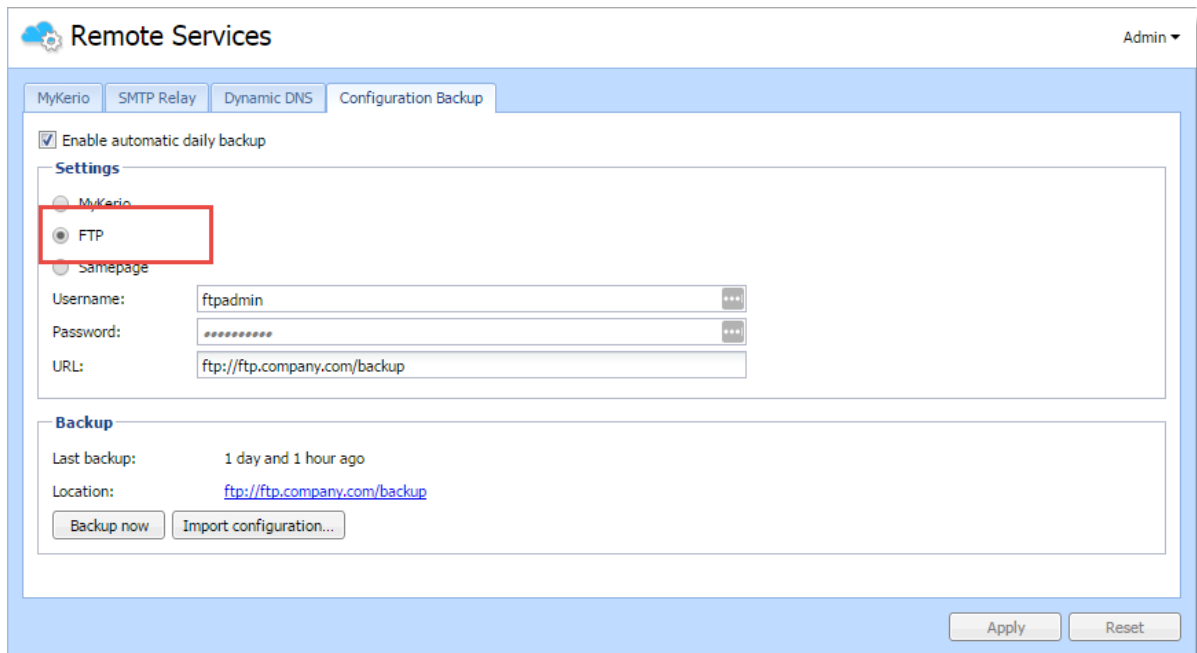 Remote Services
Admin
MyKerio SMTP Relay Dynamic DNS Configuration Backup
Enable automatic daily backup
Settings
MyKerio
FTP
Samepage
Username: ftpadmin
Password:
URL: ftp://ftp.company.com/backup
Backup
Last backup: 1 day and 1 hour ago
Location: ftp://ftp.company.com/backup
Backup now Import configuration...
Apply Reset